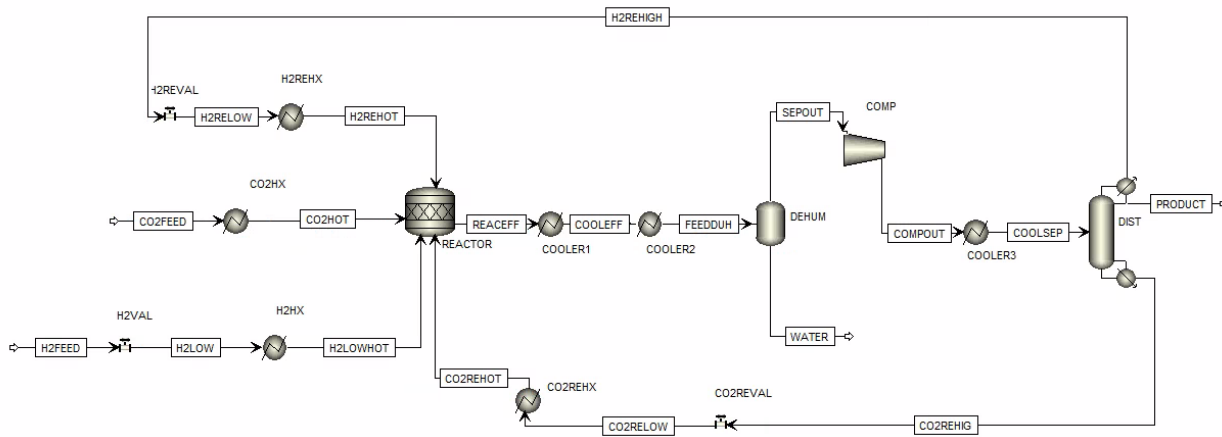 H2REHIGH
H2REVAL
H2RELOW
H2REHX
H2REHOT
CO2FEED
CO2HX
CO2HOT
H2FEED
H2VAL
H2LOW
H2HX
H2LOWHOT
REACTOR
REACEFF
COOLER1
COOLEFF
COOLER2
FEEDDUH
DEHUM
SEPOUT
COMP
COMPOUT
COOLER3
COOLSEP
DIST
PRODUCT
WATER
CO2REHOT
CO2REHX
CO2RELOW
CO2REVAL
CO2REHIG